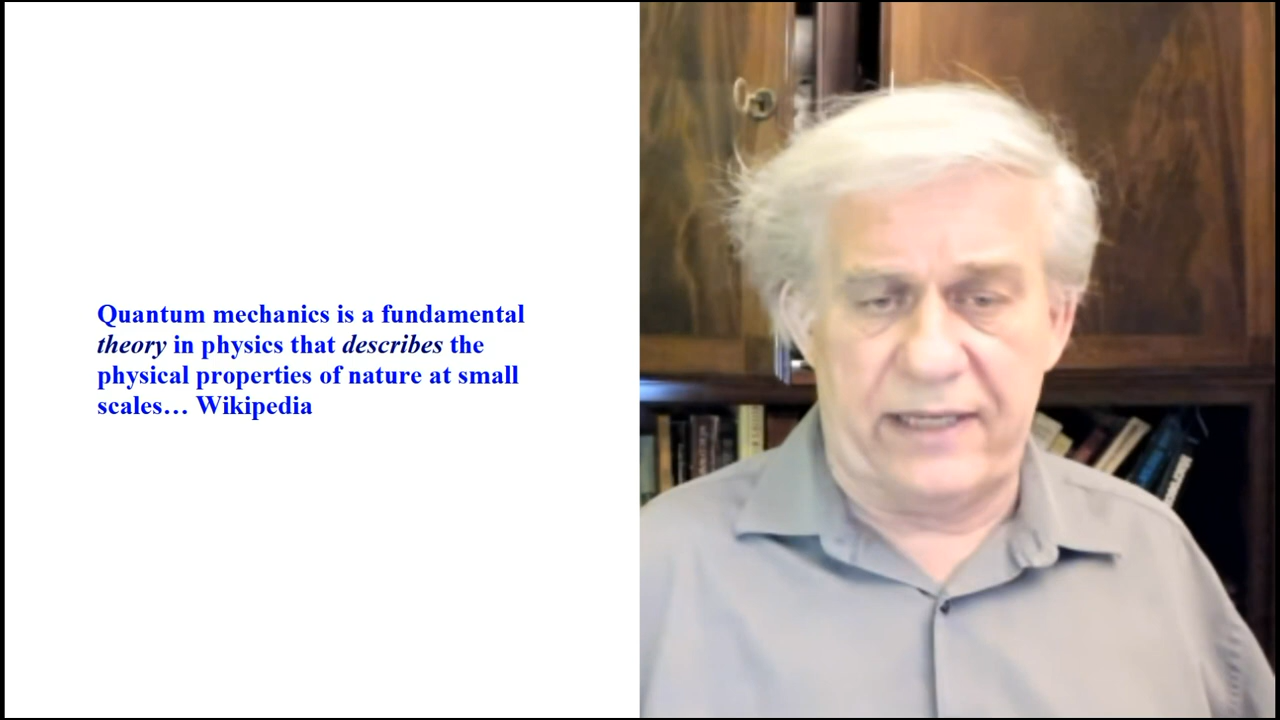 Quantum mechanics is a fundamental
theory in physics that describes the
physical properties of nature at small
scales… Wikipedia